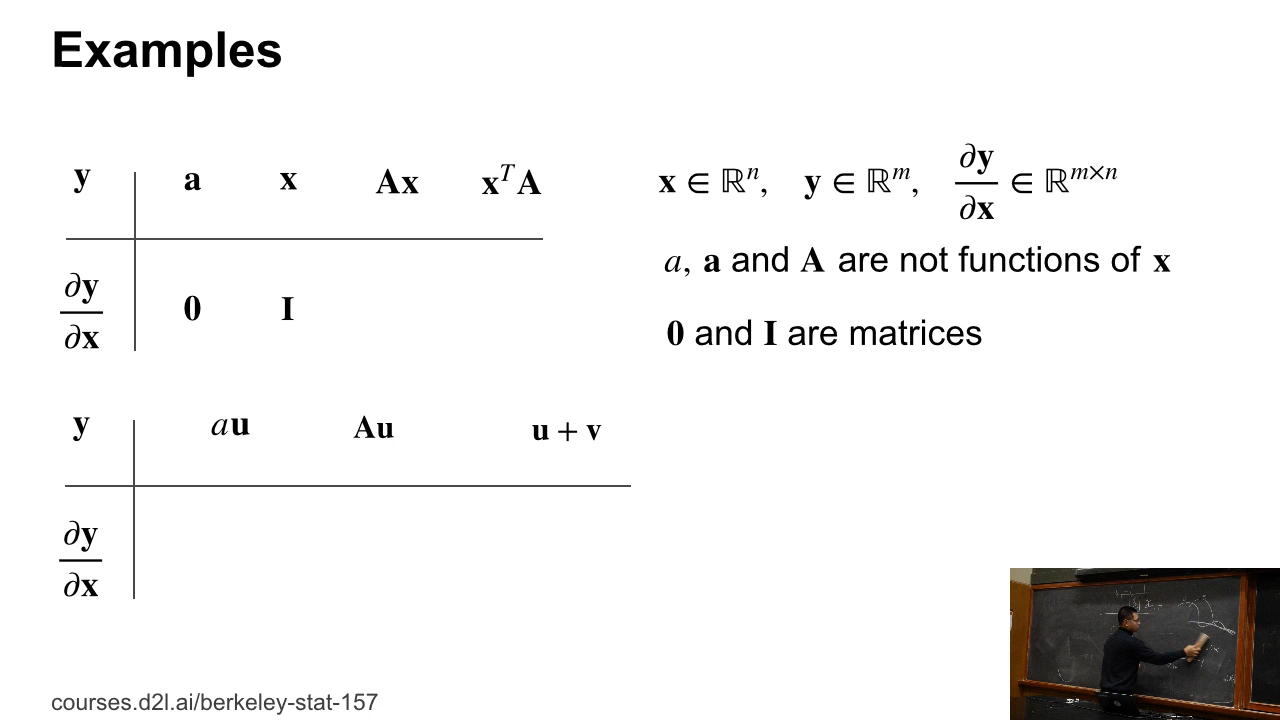 Examples
y a x Ax x^T A
∂y/∂x 0 I
x ∈ ℝ^n, y ∈ ℝ^m, ∂y/∂x ∈ ℝ^{m×n}
a, a and A are not functions of x
0 and I are matrices
y au Au u + v
∂y/∂x
courses.d2l.ai/berkeley-stat-157